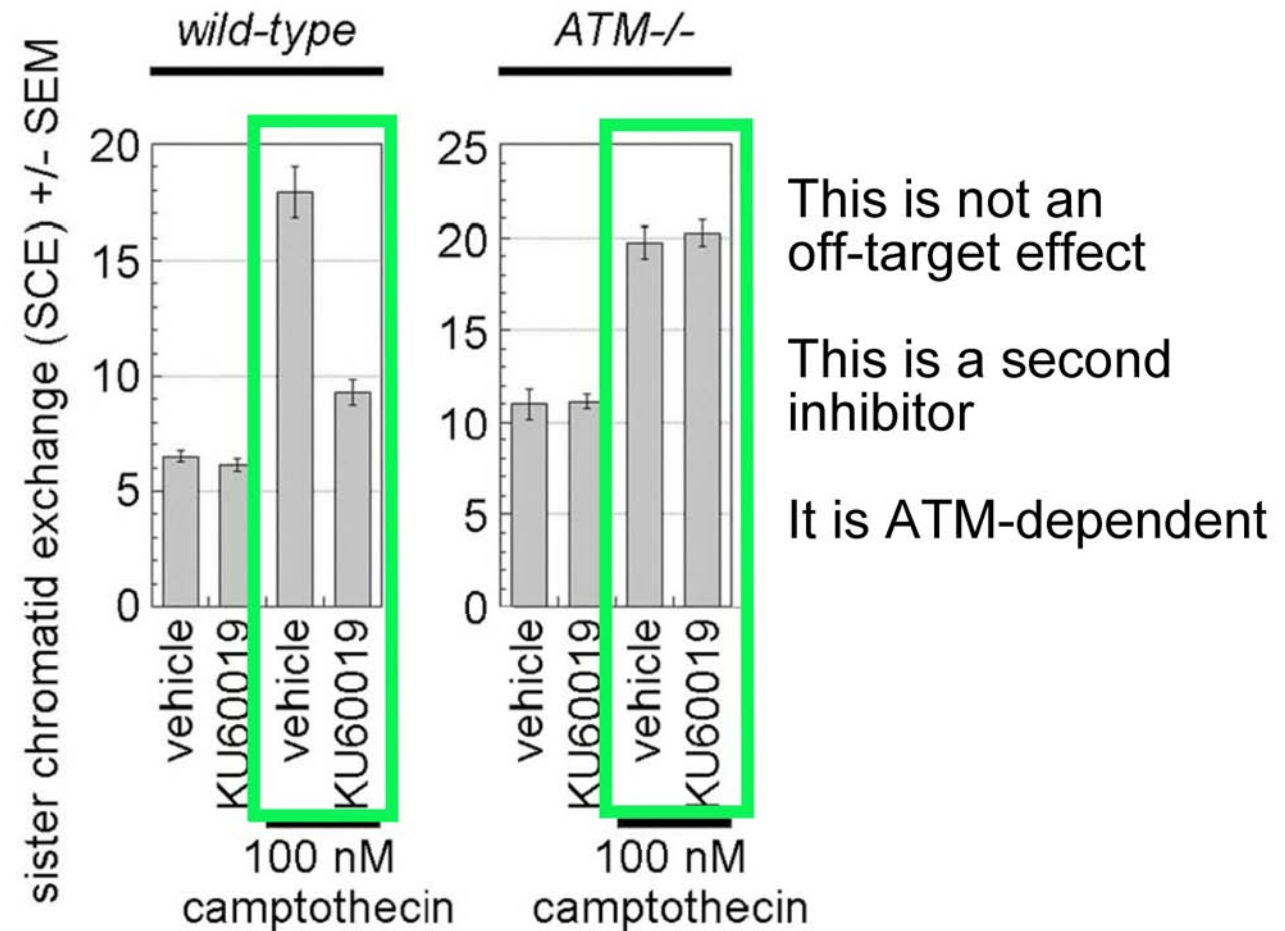 sister chromatid exchange (SCE) +/- SEM
wild-type
20
15
10
5
0
vehicle
KU60019
vehicle
KU60019
100 nM
camptothecin
ATM-/-
25
20
15
10
5
0
vehicle
KU60019
vehicle
KU60019
100 nM
camptothecin
This is not an
off-target effect
This is a second
inhibitor
It is ATM-dependent